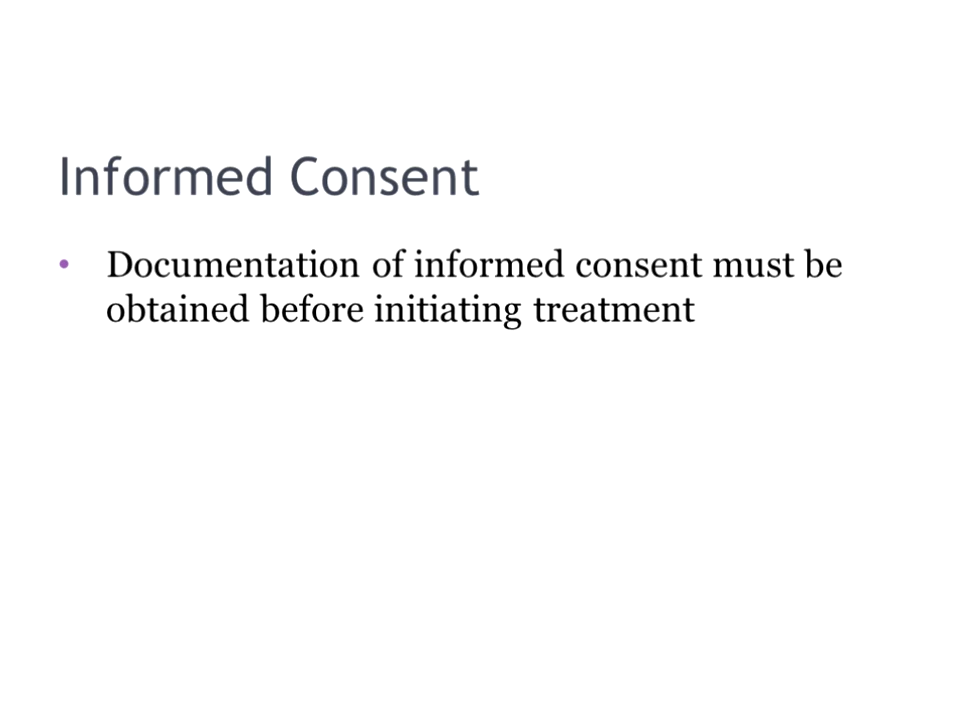 Informed Consent
• Documentation of informed consent must be
obtained before initiating treatment